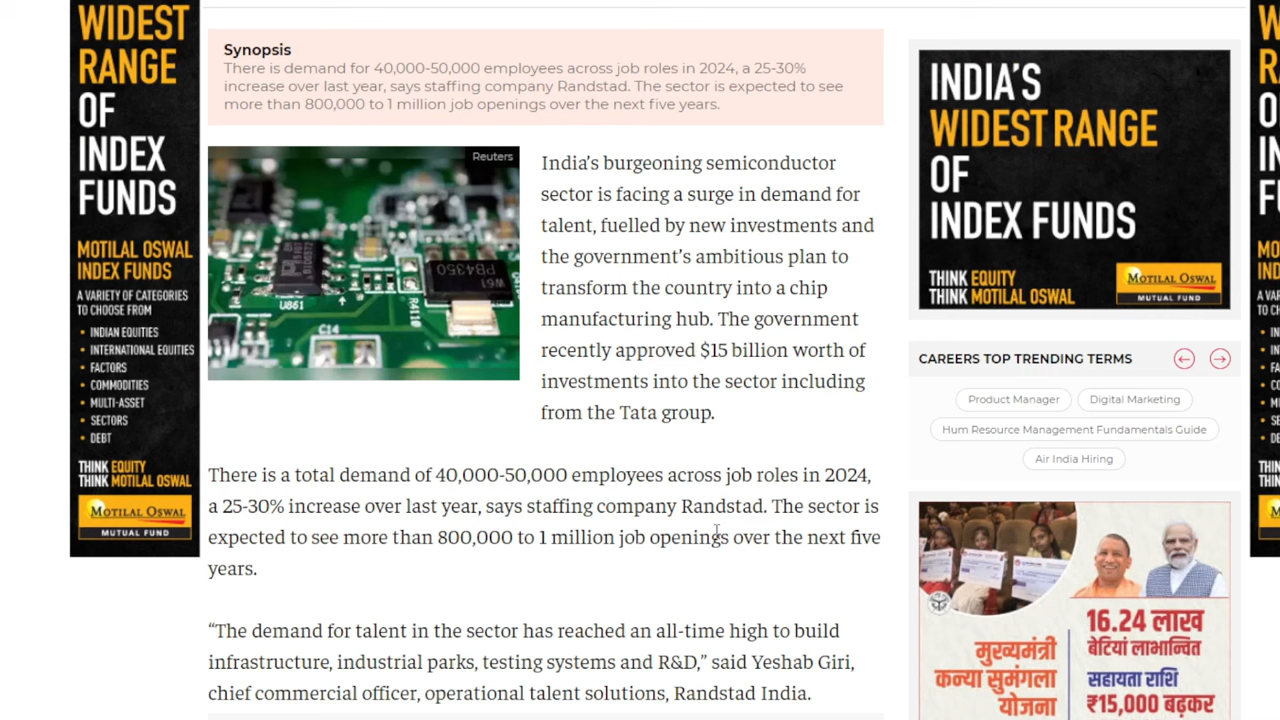 WIDEST
RANGE
OF
INDEX
FUNDS
MOTILAL OSWAL
INDEX FUNDS
A VARIETY OF CATEGORIES
TO CHOOSE FROM
• INDIAN EQUITIES
• INTERNATIONAL EQUITIES
• FACTORS
• COMMODITIES
• MULTI-ASSET
• SECTORS
• DEBT
THINK EQUITY
THINK MOTILAL OSWAL
MOTILAL OSWAL
MUTUAL FUND
Synopsis
There is demand for 40,000-50,000 employees across job roles in 2024, a 25-30%
increase over last year, says staffing company Randstad. The sector is expected to see
more than 800,000 to 1 million job openings over the next five years.
Reuters
U861
C14
PB4350
India’s burgeoning semiconductor
sector is facing a surge in demand for
talent, fuelled by new investments and
the government’s ambitious plan to
transform the country into a chip
manufacturing hub. The government
recently approved $15 billion worth of
investments into the sector including
from the Tata group.
There is a total demand of 40,000-50,000 employees across job roles in 2024,
a 25-30% increase over last year, says staffing company Randstad. The sector is
expected to see more than 800,000 to 1 million job openings over the next five
years.
“The demand for talent in the sector has reached an all-time high to build
infrastructure, industrial parks, testing systems and R&D,” said Yeshab Giri,
chief commercial officer, operational talent solutions, Randstad India.
INDIA’S
WIDEST RANGE
OF
INDEX FUNDS
THINK EQUITY
THINK MOTILAL OSWAL
MOTILAL OSWAL
MUTUAL FUND
CAREERS TOP TRENDING TERMS
Product Manager
Digital Marketing
Hum Resource Management Fundamentals Guide
Air India Hiring
मुख्यमंत्री
कन्या सुमंगला
योजना
16.24 लाख
बेटियां लाभान्वित
सहायता राशि
₹15,000 बढ़कर